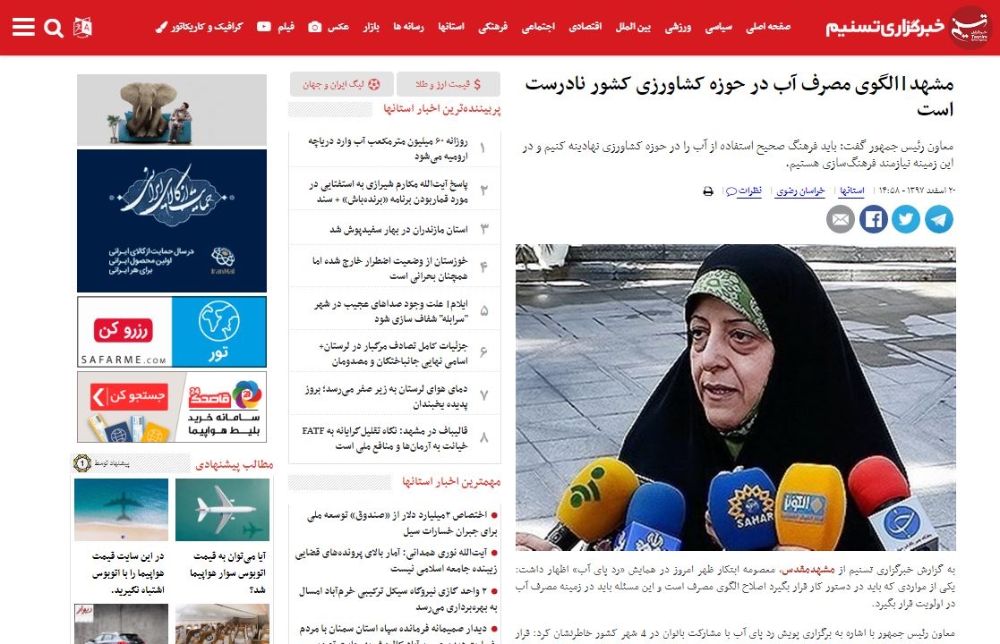 خبرگزاری تسنیم
صفحه اصلی
سیاسی
ورزشی
بین الملل
اقتصادی
اجتماعی
فرهنگی
استانها
رسانه ها
بازار
عکس
فیلم
گرافیک و کاریکاتور
مشهد|الگوی مصرف آب در حوزه کشاورزی کشور نادرست
است
معاون رئیس جمهور گفت: باید فرهنگ صحیح استفاده از آب را در حوزه کشاورزی نهادینه کنیم و در
این زمینه نیازمند فرهنگ‌سازی هستیم.
۲۰ اسفند ۱۳۹۷ - ۱۴:۵۸ | استانها | خراسان رضوی | نظرات
SAHAR
به گزارش خبرگزاری تسنیم از مشهدمقدس، معصومه ابتکار ظهر امروز در همایش «رد پای آب» اظهار داشت:
یکی از مواردی که باید در دستور کار قرار بگیرد اصلاح الگوی مصرف است و این مسئله باید در زمینه مصرف آب
در اولویت قرار بگیرد.
معاون رئیس جمهور با اشاره به برگزاری پویش رد پای آب با مشارکت بانوان در 4 شهر کشور خاطرنشان کرد: قرار
$ قیمت ارز و طلا
لیگ ایران و جهان
پربیننده‌ترین اخبار استانها
۱ روزانه ۶۰ میلیون مترمکعب آب وارد دریاچه
ارومیه می‌شود
۲ پاسخ آیت‌الله مکارم شیرازی به استفتایی در
مورد قماربودن برنامه «برنده‌باش» + سند
۳ استان مازندران در بهار سفیدپوش شد
۴ خوزستان از وضعیت اضطرار خارج شده اما
همچنان بحرانی است
۵ ایلام| علت وجود صداهای عجیب در شهر
"سرابله" شفاف سازی شود
۶ جزئیات کامل تصادف مرگبار در لرستان+
اسامی نهایی جانباختگان و مصدومان
۷ دمای هوای لرستان به زیر صفر می‌رسد؛ بروز
پدیده یخبندان
۸ قالیباف در مشهد: نگاه تقلیل‌گرایانه به FATF
خیانت به آرمان‌ها و منافع ملی است
مهمترین اخبار استانها
اختصاص ۲میلیارد دلار از «صندوق» توسعه ملی
برای جبران خسارات سیل
آیت‌الله نوری همدانی: آمار بالای پرونده‌های قضایی
زیبنده جامعه اسلامی نیست
۲ واحد گازی نیروگاه سیکل ترکیبی خرم‌آباد امسال
به بهره‌برداری می‌رسد
دیدار صمیمانه فرمانده سپاه استان سمنان با مردم
حمایت از کالای ایرانی
در سال حمایت از کالای ایرانی
اولین محصول ایرانی
برای هر ایرانی
IranMall
رزرو کن
تور
SAFARME.COM
قاصدک 24
جستجو کن
سـامـانه خرید
بلیـط هواپیـما
مطالب پیشنهادی
پیشنهاد توسط
آیا می‌توان به قیمت
اتوبوس سوار هواپیما
شد؟
در این سایت قیمت
هواپیما را با اتوبوس
اشتباه نگیرید.
دیوار